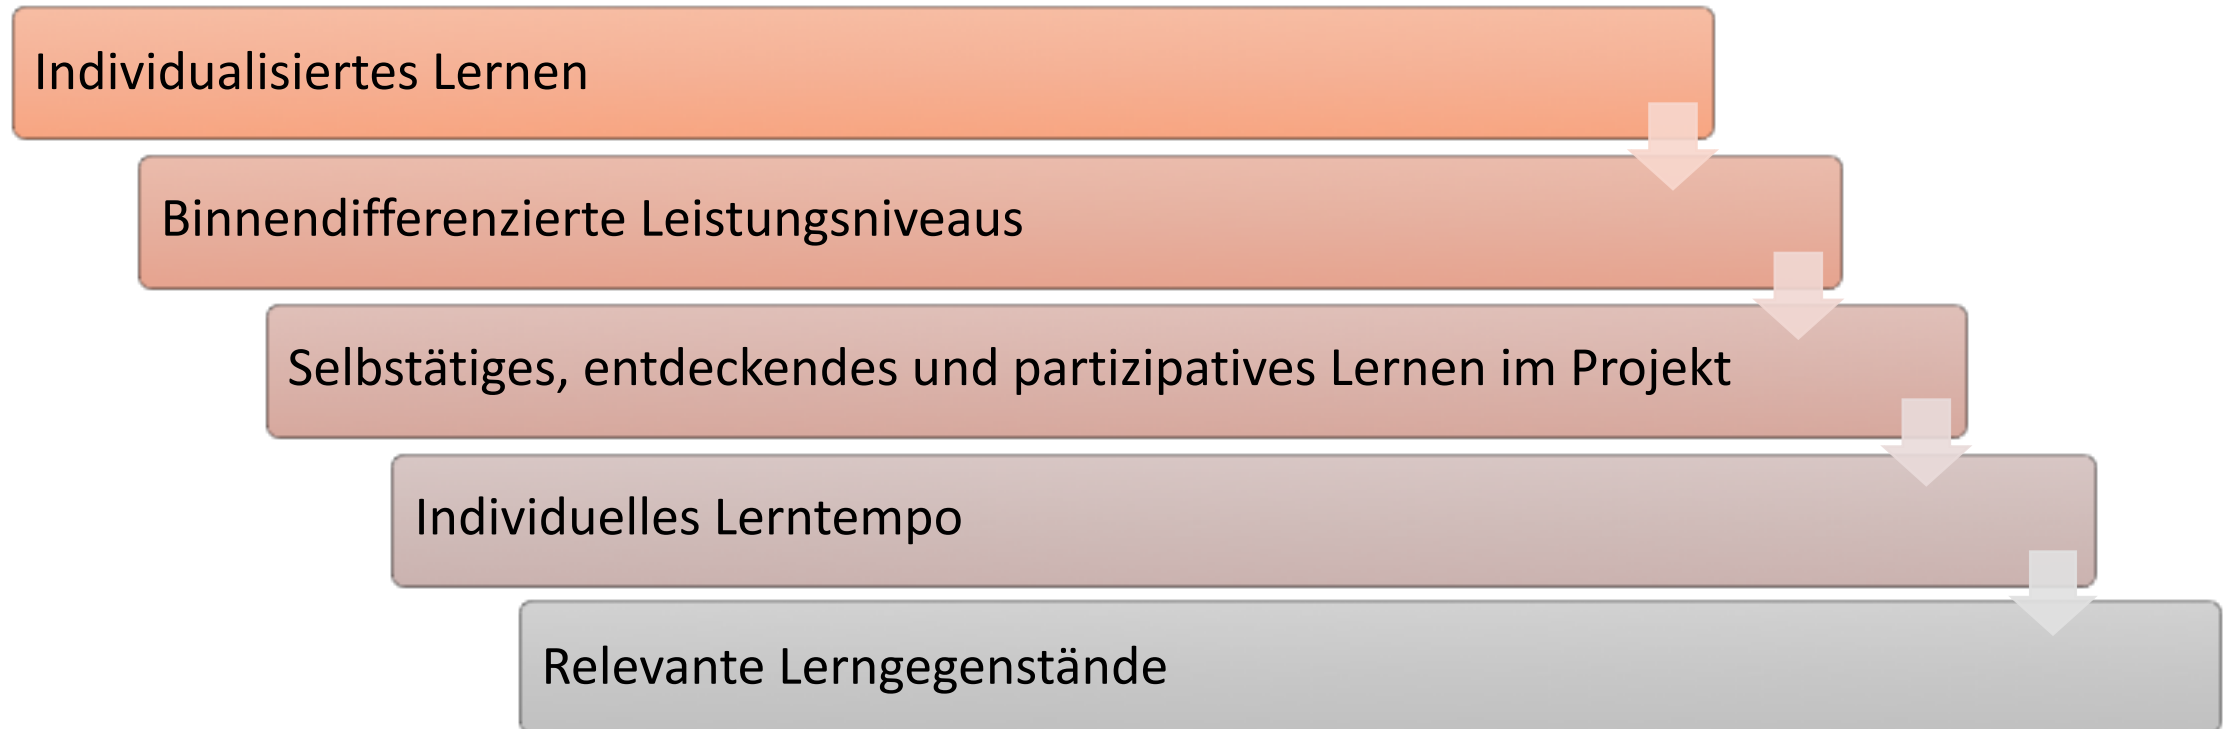 Individualisiertes Lernen
Binnendifferenzierte Leistungsniveaus
Selbstätiges, entdeckendes und partizipatives Lernen im Projekt
Individuelles Lerntempo
Relevante Lerngegenstände